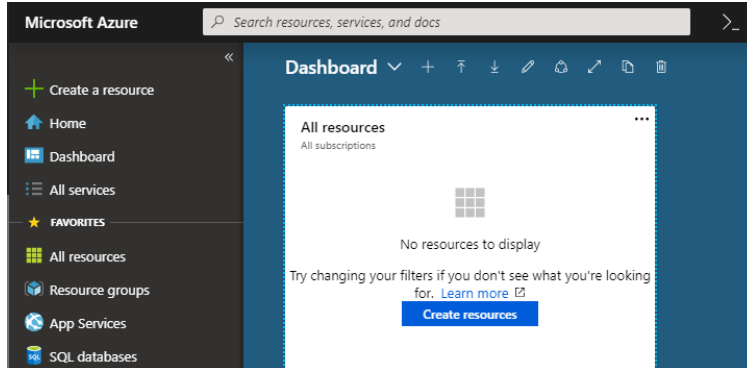 Microsoft Azure
Search resources, services, and docs
Create a resource
Home
Dashboard
All services
FAVORITES
All resources
Resource groups
App Services
SQL databases
Dashboard
All resources
All subscriptions
No resources to display
Try changing your filters if you don't see what you're looking
for. Learn more
Create resources